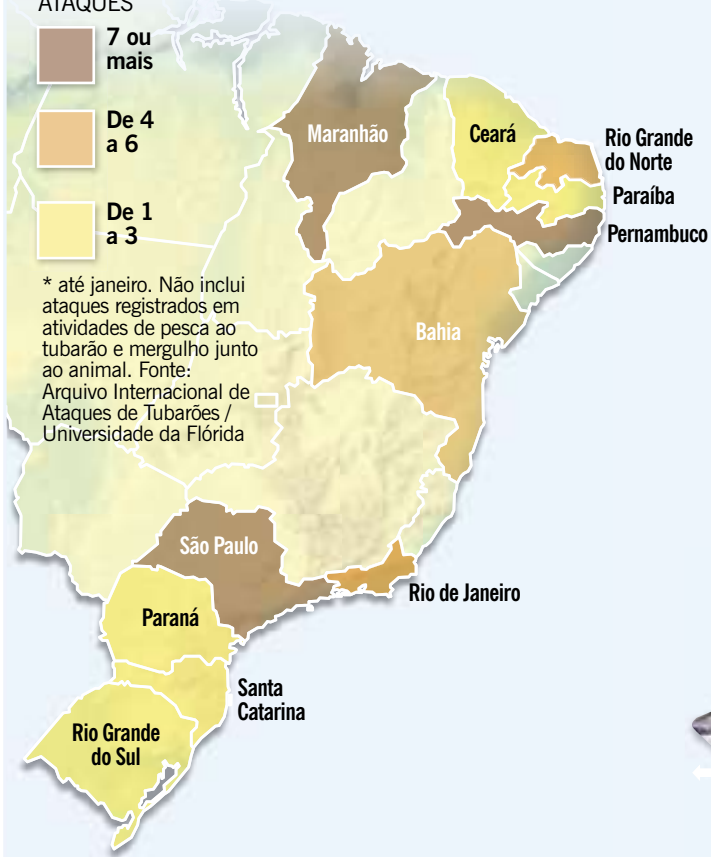 ATAQUES
7 ou
mais
De 4
a 6
De 1
a 3
* até janeiro. Não inclui
ataques registrados em
atividades de pesca ao
tubarão e mergulho junto
ao animal. Fonte:
Arquivo Internacional de
Ataques de Tubarões /
Universidade da Flórida
Maranhão
Ceará
Rio Grande
do Norte
Paraíba
Pernambuco
Bahia
São Paulo
Rio de Janeiro
Paraná
Santa
Catarina
Rio Grande
do Sul